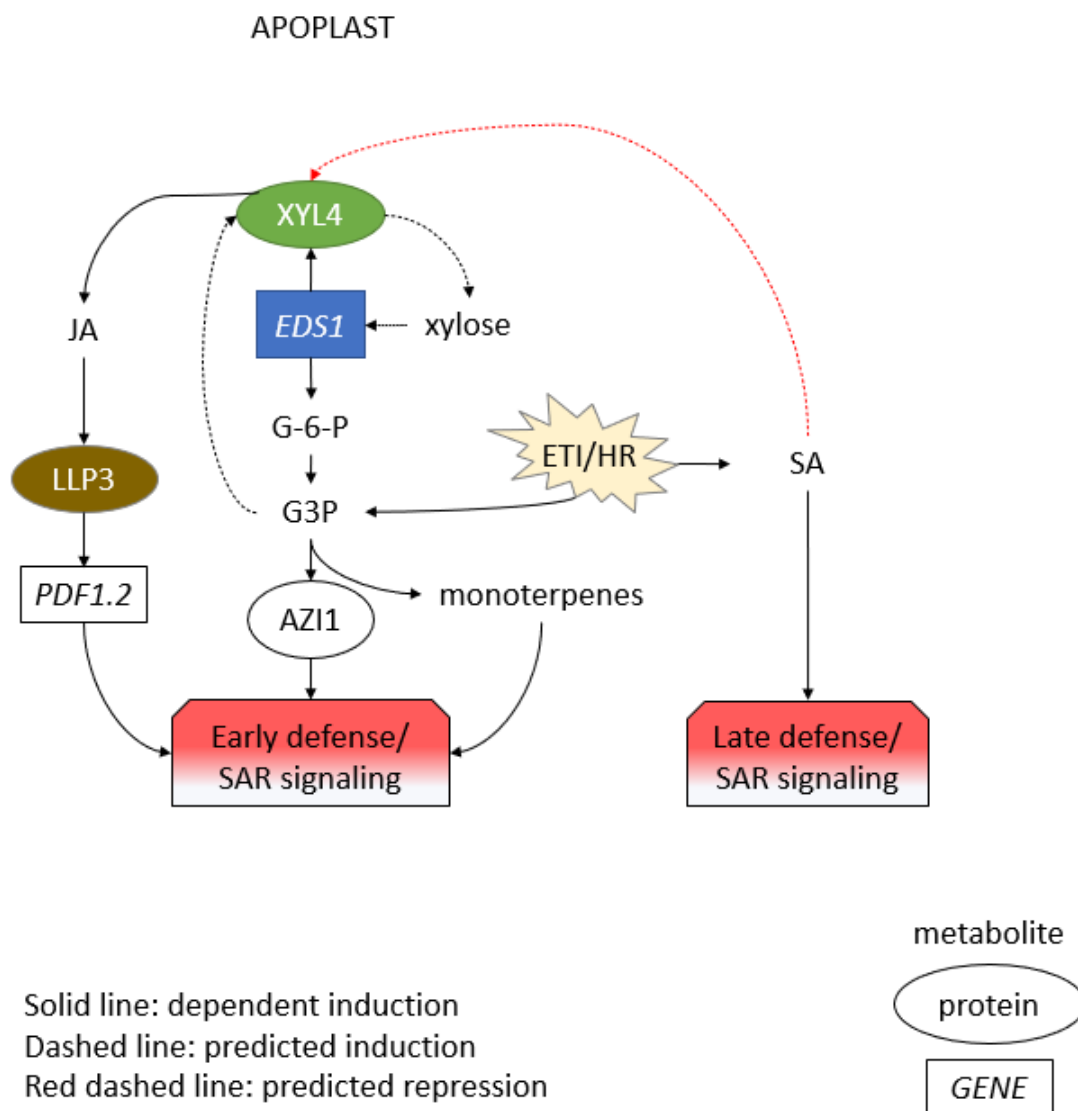 APOPLAST
XYL4
JA
EDS1
xylose
G-6-P
ETI/HR
SA
LLP3
G3P
PDF1.2
monoterpenes
AZI1
Early defense/
SAR signaling
Late defense/
SAR signaling
metabolite
protein
GENE
Solid line: dependent induction
Dashed line: predicted induction
Red dashed line: predicted repression